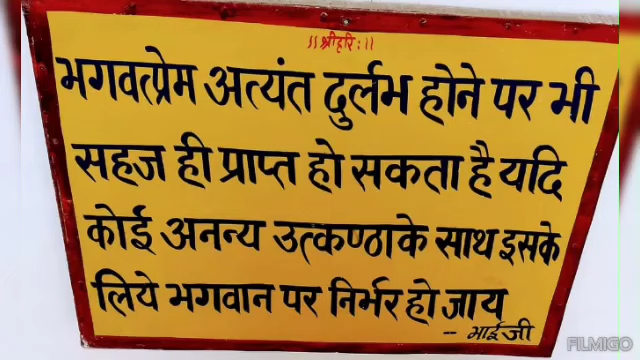 ॥श्रीहरिः॥
भगवत्प्रेम अत्यंत दुर्लभ होने पर भी
सहज ही प्राप्त हो सकता है यदि
कोई अनन्य उत्कण्ठाके साथ इसके
लिये भगवान पर निर्भर हो जाय
-- भाईजी
FILMIGO